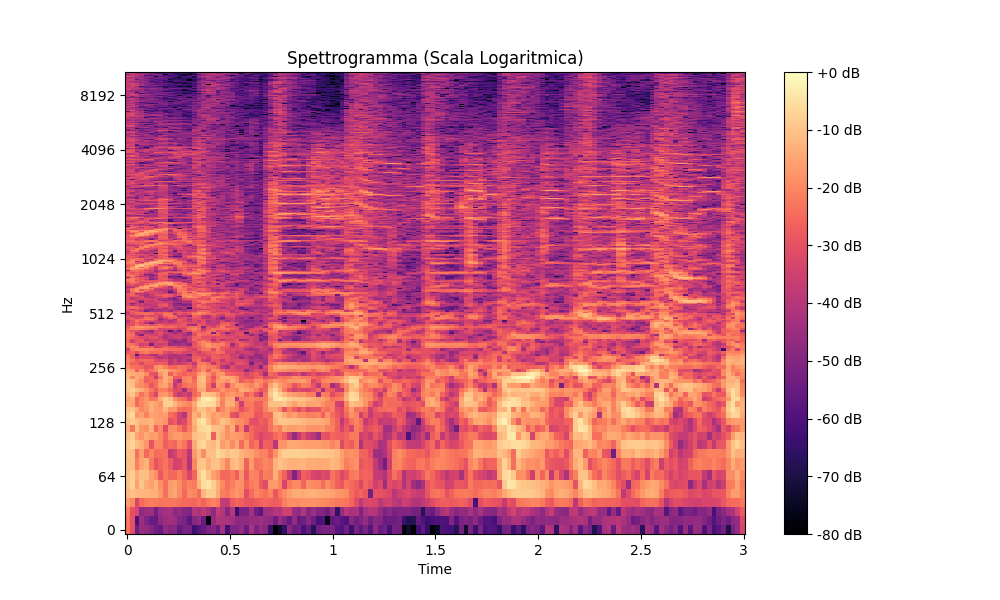 Spettrogramma (Scala Logaritmica)
Hz
8192
4096
2048
1024
512
256
128
64
0
0
0.5
1
1.5
2
2.5
3
Time
+0 dB
-10 dB
-20 dB
-30 dB
-40 dB
-50 dB
-60 dB
-70 dB
-80 dB